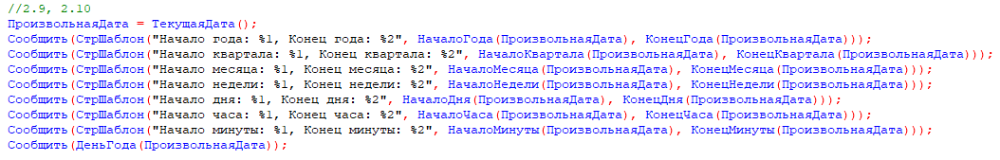 //2.9, 2.10
ПроизвольнаяДата = ТекущаяДата();
Сообщить(СтрШаблон("Начало года: %1, Конец года: %2", НачалоГода(ПроизвольнаяДата), КонецГода(ПроизвольнаяДата)));
Сообщить(СтрШаблон("Начало квартала: %1, Конец квартала: %2", НачалоКвартала(ПроизвольнаяДата), КонецКвартала(ПроизвольнаяДата)));
Сообщить(СтрШаблон("Начало месяца: %1, Конец месяца: %2", НачалоМесяца(ПроизвольнаяДата), КонецМесяца(ПроизвольнаяДата)));
Сообщить(СтрШаблон("Начало недели: %1, Конец недели: %2", НачалоНедели(ПроизвольнаяДата), КонецНедели(ПроизвольнаяДата)));
Сообщить(СтрШаблон("Начало дня: %1, Конец дня: %2", НачалоДня(ПроизвольнаяДата), КонецДня(ПроизвольнаяДата)));
Сообщить(СтрШаблон("Начало часа: %1, Конец часа: %2", НачалоЧаса(ПроизвольнаяДата), КонецЧаса(ПроизвольнаяДата)));
Сообщить(СтрШаблон("Начало минуты: %1, Конец минуты: %2", НачалоМинуты(ПроизвольнаяДата), КонецМинуты(ПроизвольнаяДата)));
Сообщить(ДеньГода(ПроизвольнаяДата));